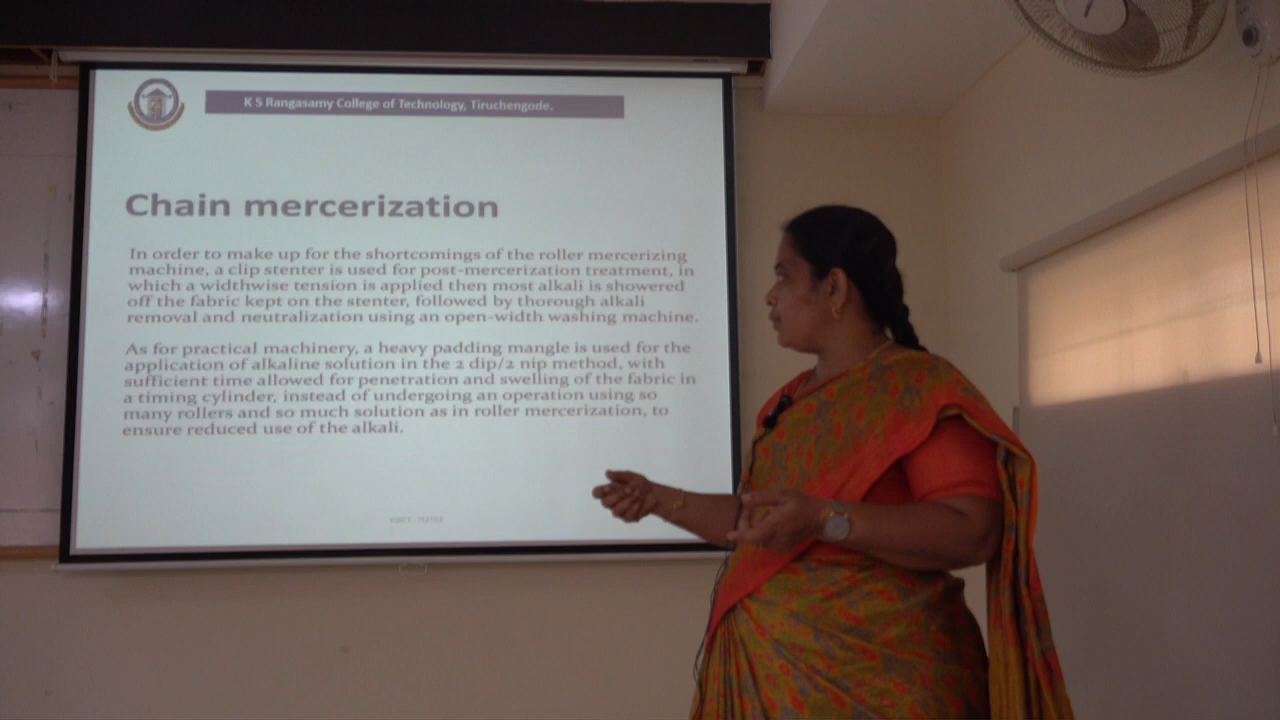 K S Rangasamy College of Technology, Tiruchengode.
Chain mercerization
In order to make up for the shortcomings of the roller mercerizing
machine, a clip stenter is used for post-mercerization treatment, in
which a widthwise tension is applied then most alkali is showered
off the fabric kept on the stenter, followed by thorough alkali
removal and neutralization using an open-width washing machine.
As for practical machinery, a heavy padding mangle is used for the
application of alkaline solution in the 2 dip/2 nip method, with
sufficient time allowed for penetration and swelling of the fabric in
a timing cylinder, instead of undergoing an operation using so
many rollers and so much solution as in roller mercerization, to
ensure reduced use of the alkali.